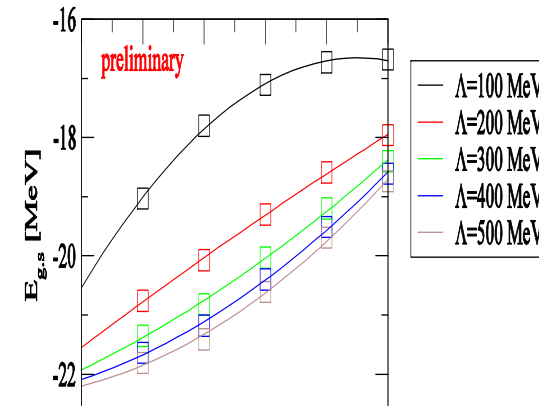 -16
preliminary
-18
-20
-22
E_g.s [MeV]
Λ=100 MeV
Λ=200 MeV
Λ=300 MeV
Λ=400 MeV
Λ=500 MeV